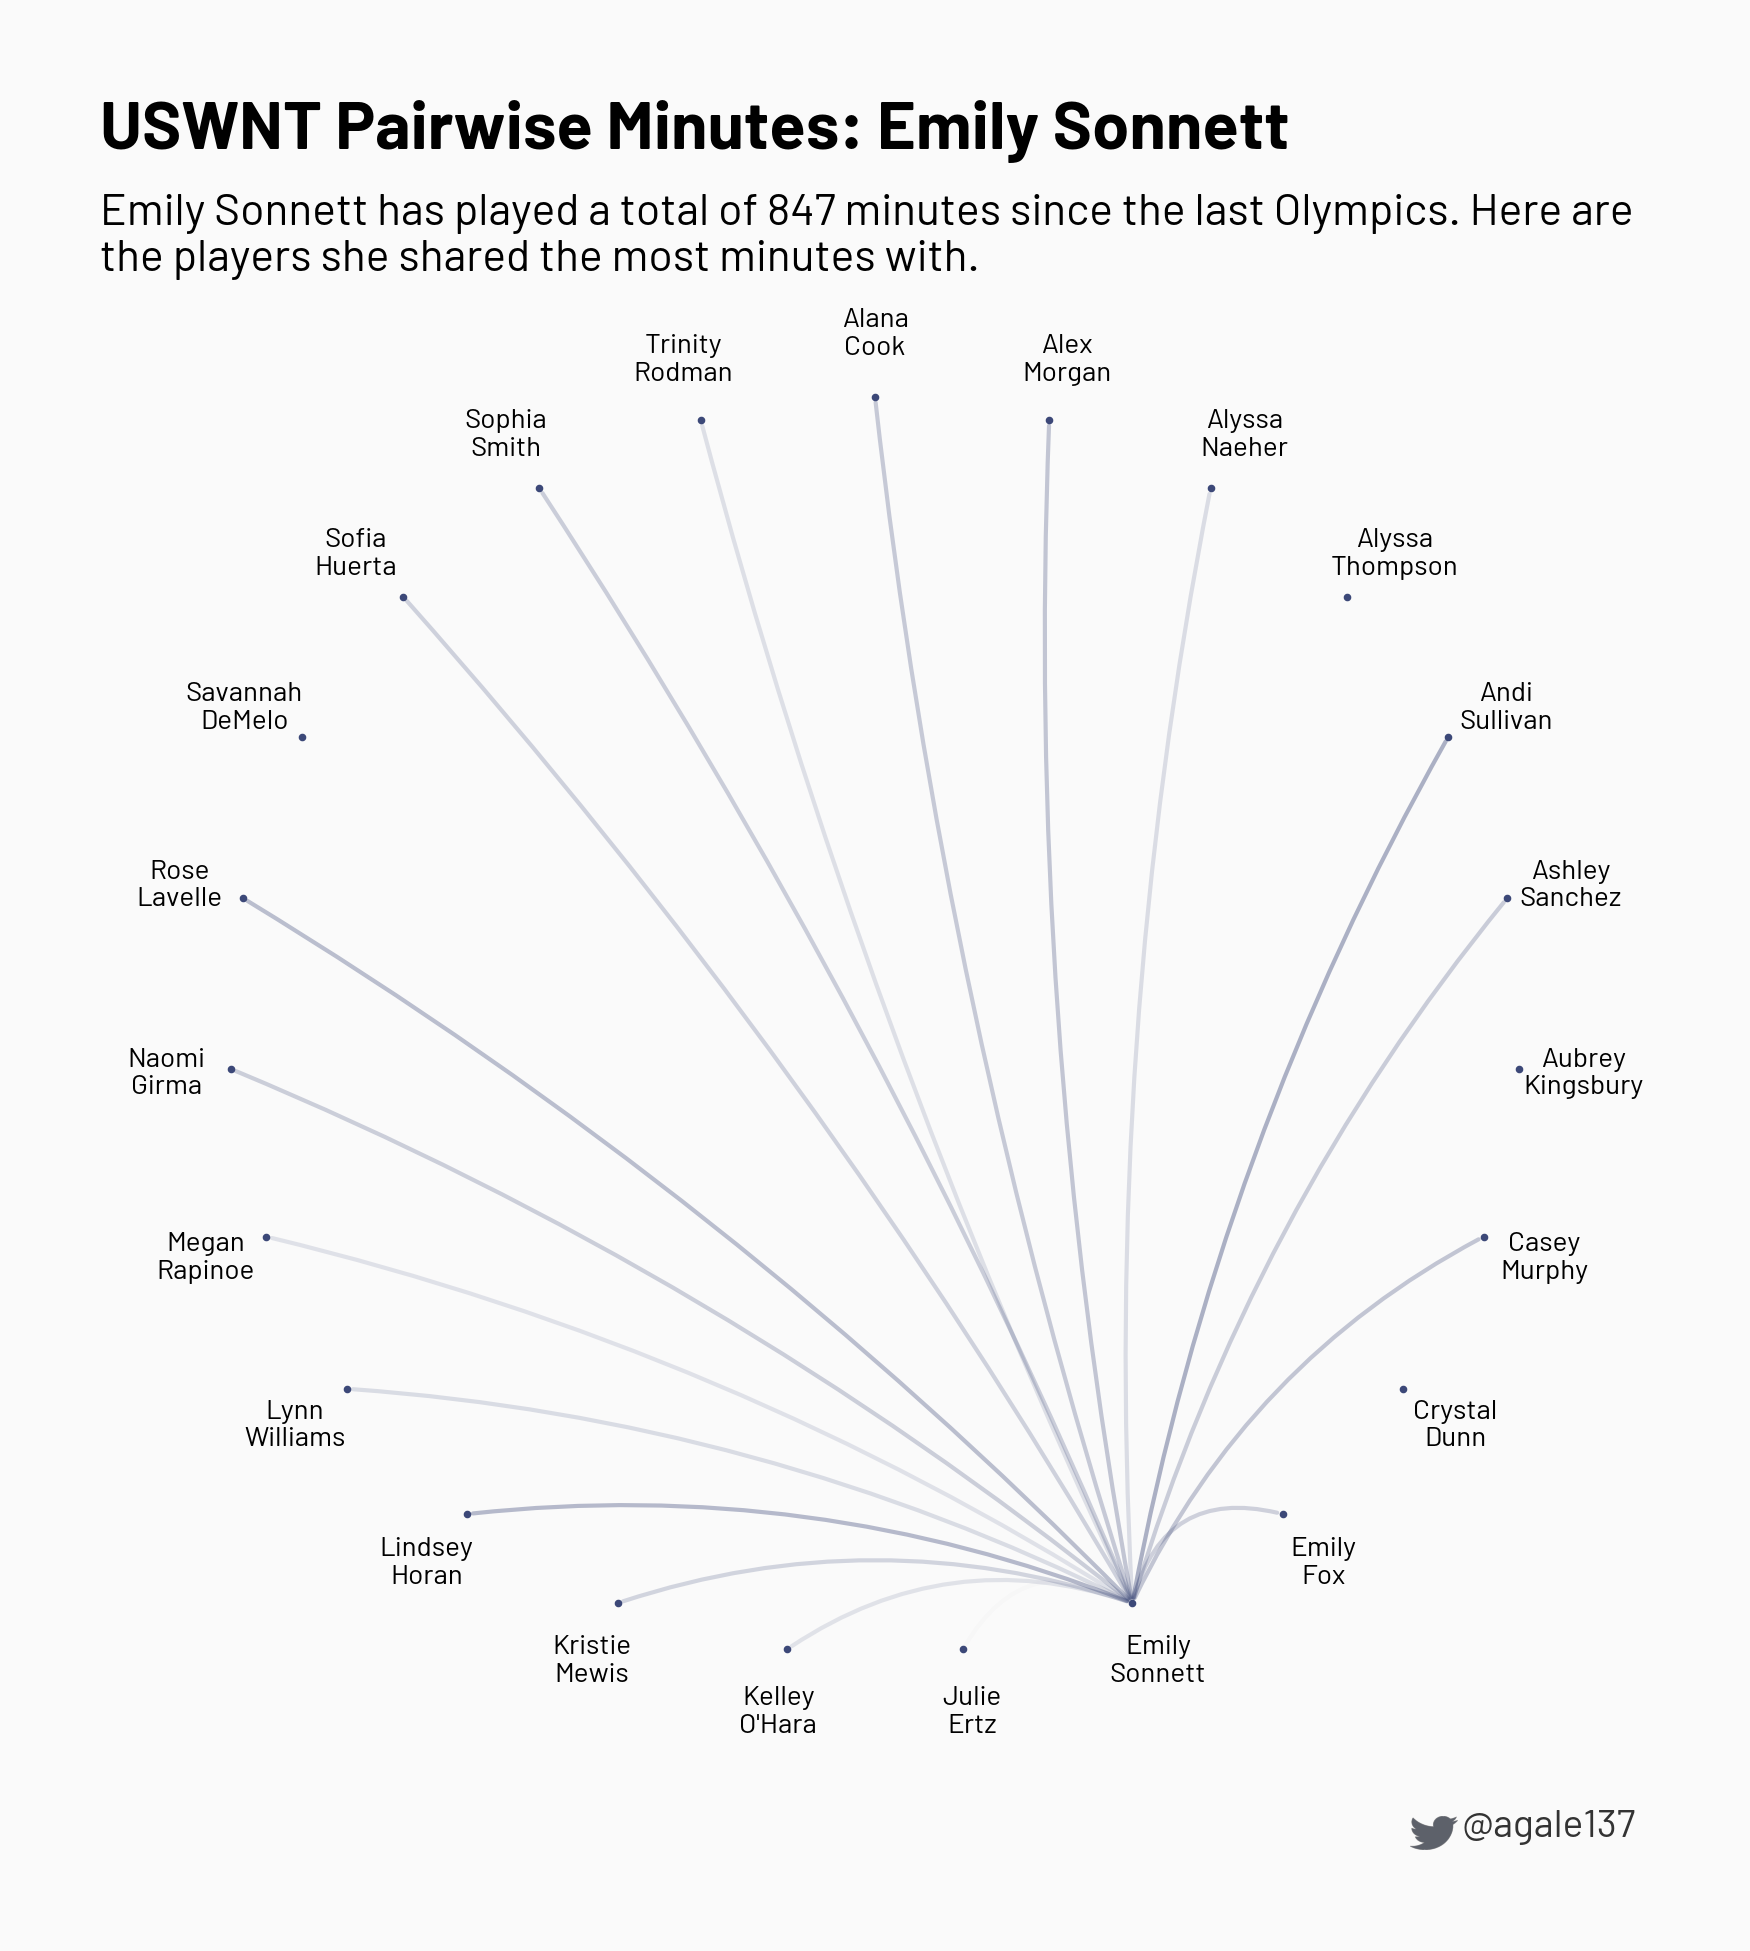 USWNT Pairwise Minutes: Emily Sonnett
Emily Sonnett has played a total of 847 minutes since the last Olympics. Here are
the players she shared the most minutes with.
Alana
Cook
Trinity
Rodman
Alex
Morgan
Sophia
Smith
Alyssa
Naeher
Sofia
Huerta
Alyssa
Thompson
Savannah
DeMelo
Andi
Sullivan
Rose
Lavelle
Ashley
Sanchez
Naomi
Girma
Aubrey
Kingsbury
Megan
Rapinoe
Casey
Murphy
Lynn
Williams
Crystal
Dunn
Lindsey
Horan
Emily
Fox
Kristie
Mewis
Emily
Sonnett
Kelley
O'Hara
Julie
Ertz
@agale137